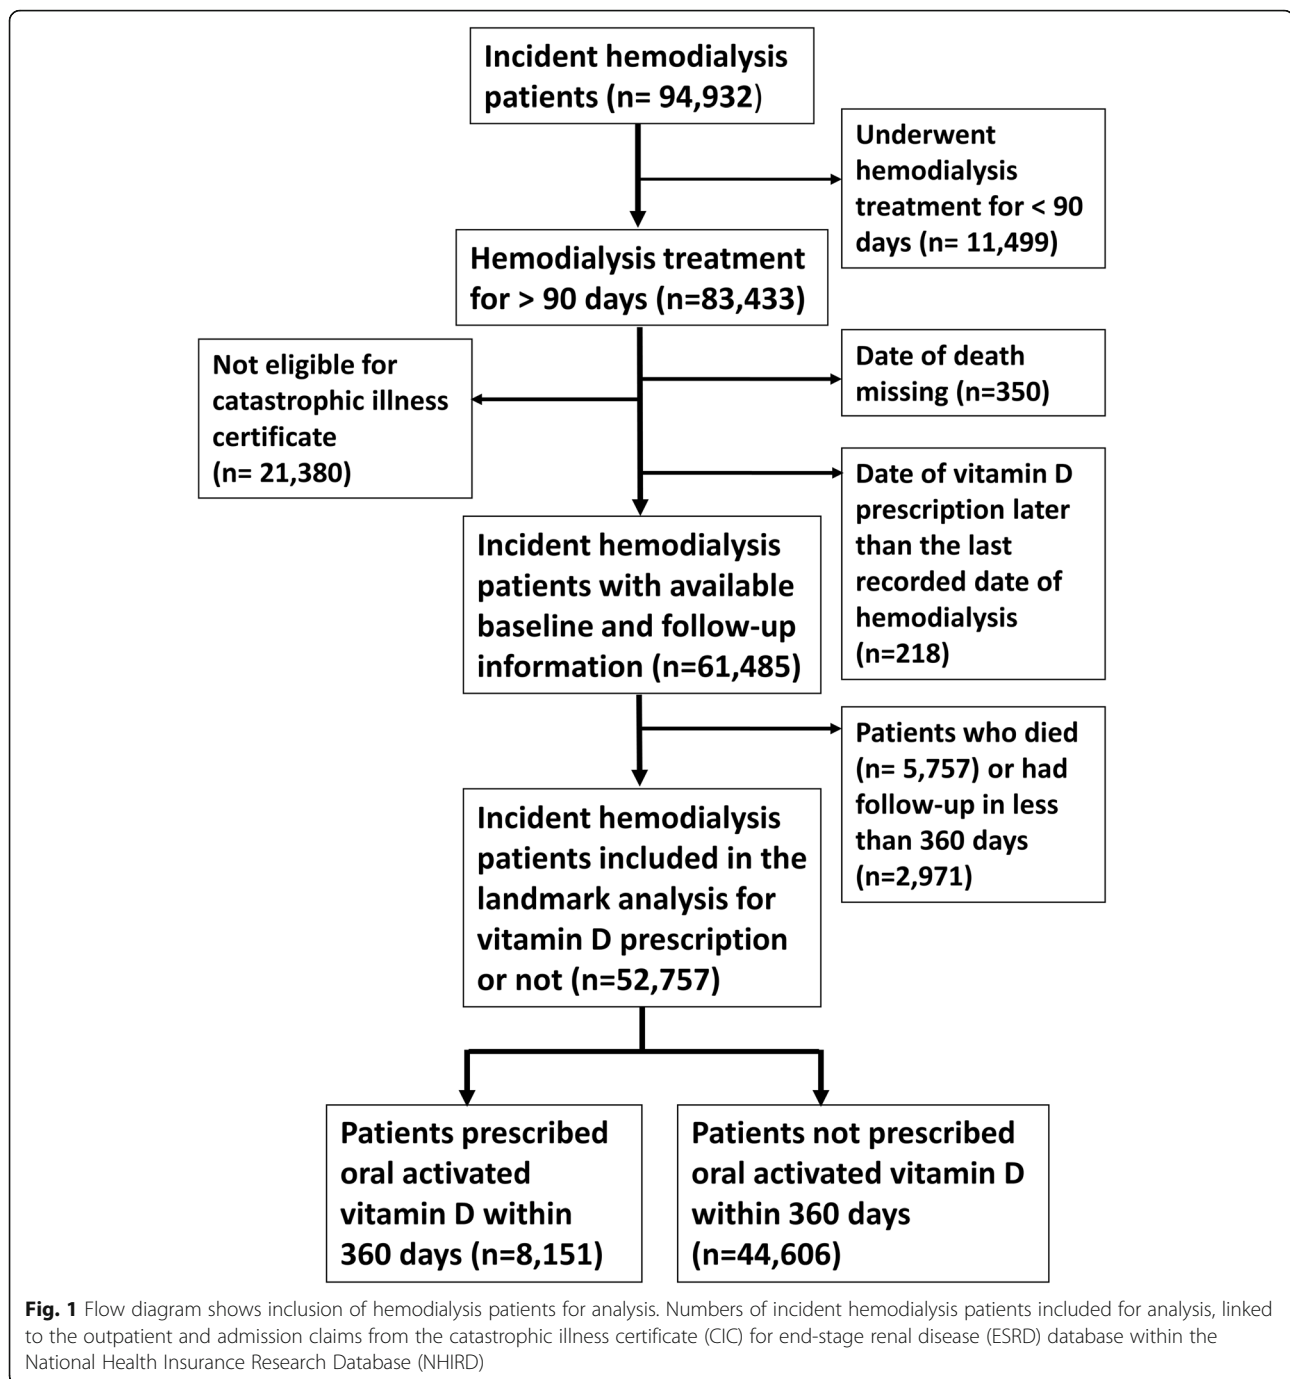 Incident hemodialysis
patients (n= 94,932)
Underwent
hemodialysis
treatment for < 90
days (n= 11,499)
Hemodialysis treatment
for > 90 days (n=83,433)
Not eligible for
catastrophic illness
certificate
(n= 21,380)
Date of death
missing (n=350)
Date of vitamin D
prescription later
than the last
recorded date of
hemodialysis
(n=218)
Incident hemodialysis
patients with available
baseline and follow-up
information (n=61,485)
Patients who died
(n= 5,757) or had
follow-up in less
than 360 days
(n=2,971)
Incident hemodialysis
patients included in the
landmark analysis for
vitamin D prescription
or not (n=52,757)
Patients prescribed
oral activated
vitamin D within
360 days (n=8,151)
Patients not prescribed
oral activated vitamin D
within 360 days
(n=44,606)
Fig. 1 Flow diagram shows inclusion of hemodialysis patients for analysis. Numbers of incident hemodialysis patients included for analysis, linked
to the outpatient and admission claims from the catastrophic illness certificate (CIC) for end-stage renal disease (ESRD) database within the
National Health Insurance Research Database (NHIRD)